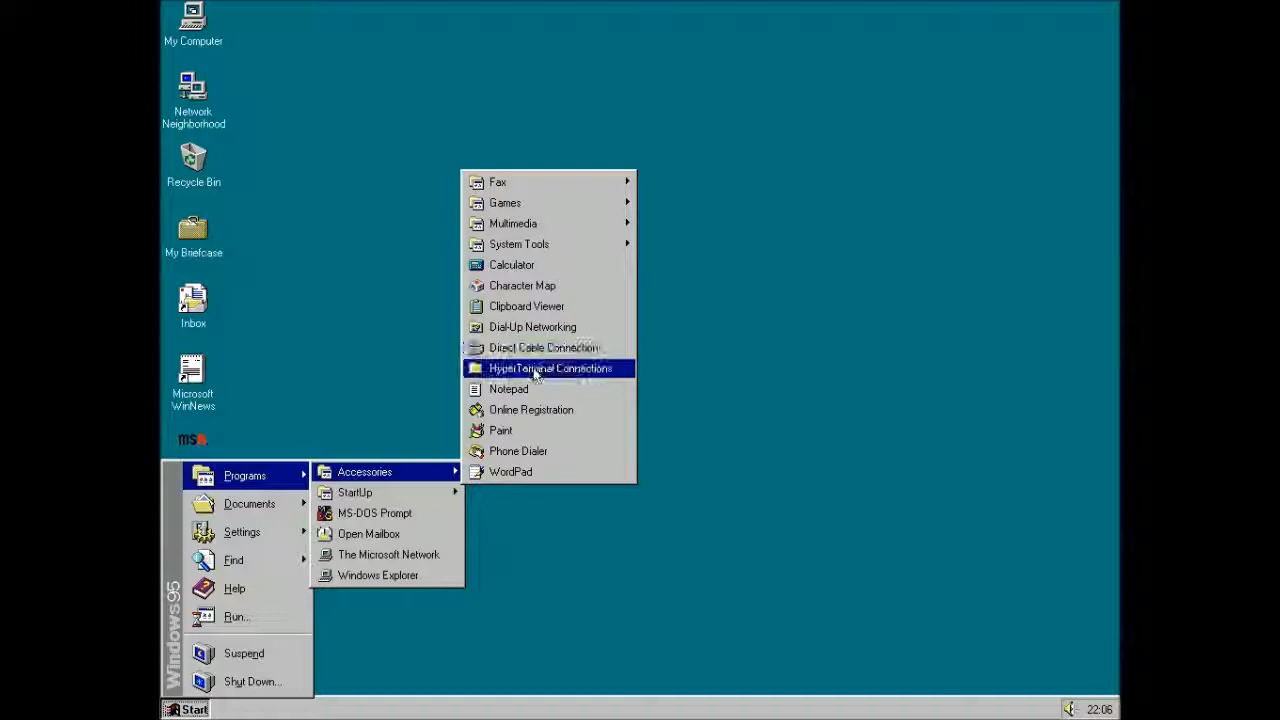 My Computer
Network
Neighborhood
Recycle Bin
My Briefcase
Inbox
Microsoft
WinNews
msn.
Fax
Games
Multimedia
System Tools
Calculator
Character Map
Clipboard Viewer
Dial-Up Networking
Direct Cable Connection
HyperTerminal Connections
Notepad
Online Registration
Paint
Phone Dialer
WordPad
Accessories
StartUp
MS-DOS Prompt
Open Mailbox
The Microsoft Network
Windows Explorer
Programs
Documents
Settings
Find
Help
Run...
Suspend
Shut Down...
Windows95
Start
22:06